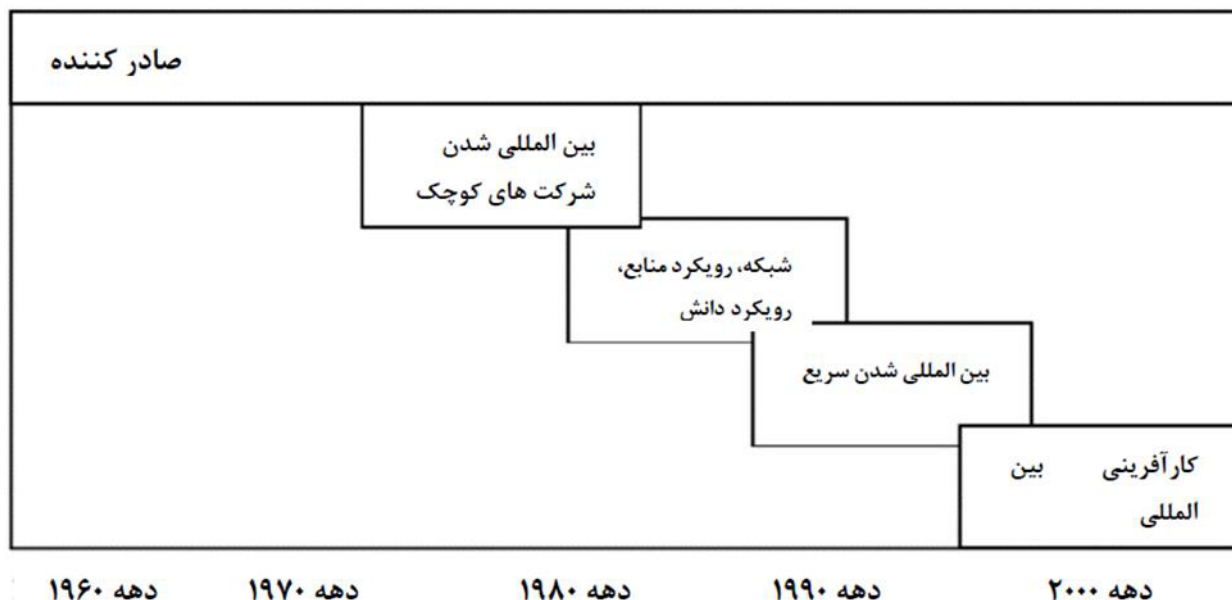 صادر کننده
بین المللی شدن
شرکت های کوچک
شبکه، رویکرد منابع،
رویکرد دانش
بین المللی شدن سریع
کارآفرینی بین
المللی
دهه ۱۹۶۰ دهه ۱۹۷۰ دهه ۱۹۸۰ دهه ۱۹۹۰ دهه ۲۰۰۰